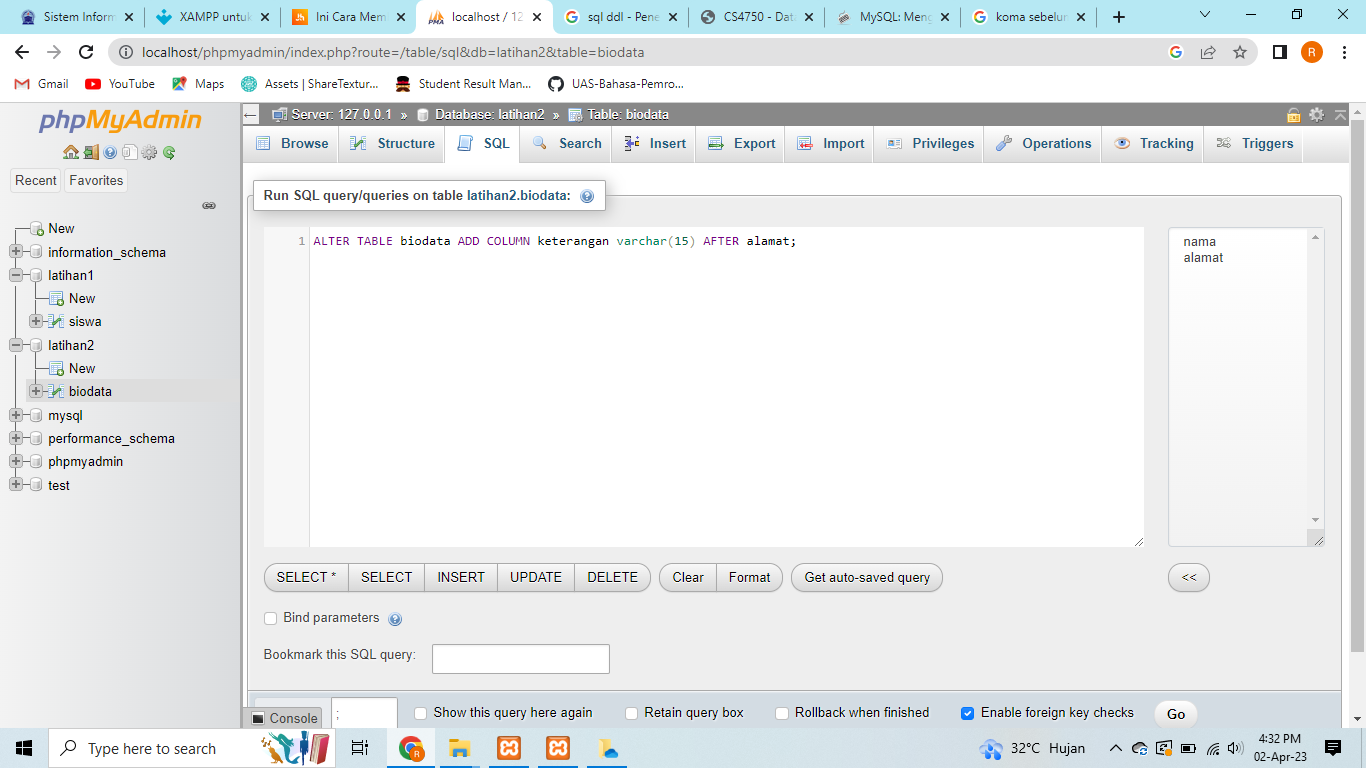 Sistem Inforn
XAMPP untuk
Ini Cara Mem
localhost / 12
sql ddl - Pene
CS4750 - Dat
MySQL: Meng
koma sebelur
localhost/phpmyadmin/index.php?route=/table/sql&db=latihan2&table=biodata
R
Gmail
YouTube
Maps
Assets | ShareTextur...
Student Result Man...
UAS-Bahasa-Pemro...
phpMyAdmin
Recent
Favorites
New
information_schema
latihan1
New
siswa
latihan2
New
biodata
mysql
performance_schema
phpmyadmin
test
Server: 127.0.0.1 » Database: latihan2 » Table: biodata
Browse
Structure
SQL
Search
Insert
Export
Import
Privileges
Operations
Tracking
Triggers
Run SQL query/queries on table latihan2.biodata:
1 ALTER TABLE biodata ADD COLUMN keterangan varchar(15) AFTER alamat;
nama
alamat
SELECT *
SELECT
INSERT
UPDATE
DELETE
Clear
Format
Get auto-saved query
<<
Bind parameters
Bookmark this SQL query:
Console
;
Show this query here again
Retain query box
Rollback when finished
Enable foreign key checks
Go
Type here to search
32°C Hujan
4:32 PM
02-Apr-23